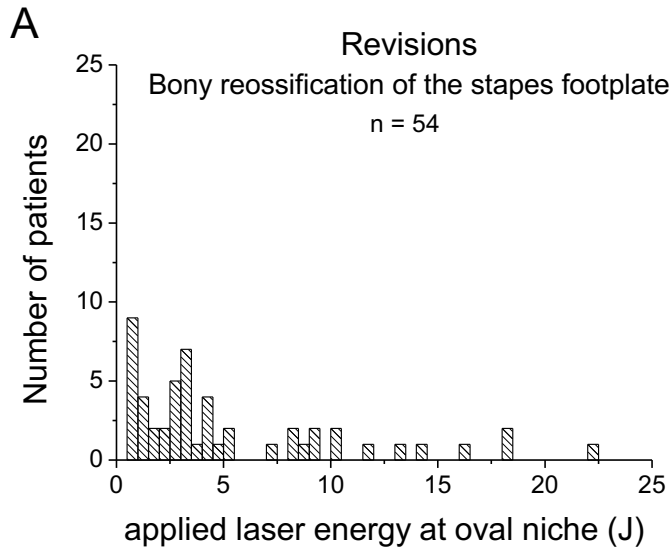 A
Revisions
Bony reossification of the stapes footplate
n = 54
25
20
15
10
5
0
Number of patients
0 5 10 15 20 25
applied laser energy at oval niche (J)